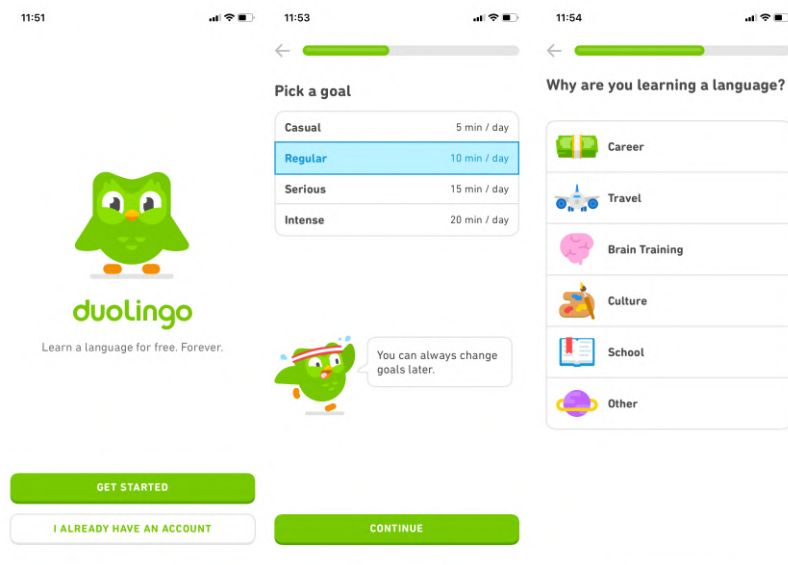 11:51
duolingo
Learn a language for free. Forever.
GET STARTED
I ALREADY HAVE AN ACCOUNT
11:53
Pick a goal
Casual 5 min / day
Regular 10 min / day
Serious 15 min / day
Intense 20 min / day
You can always change
goals later.
CONTINUE
11:54
Why are you learning a language?
Career
Travel
Brain Training
Culture
School
Other